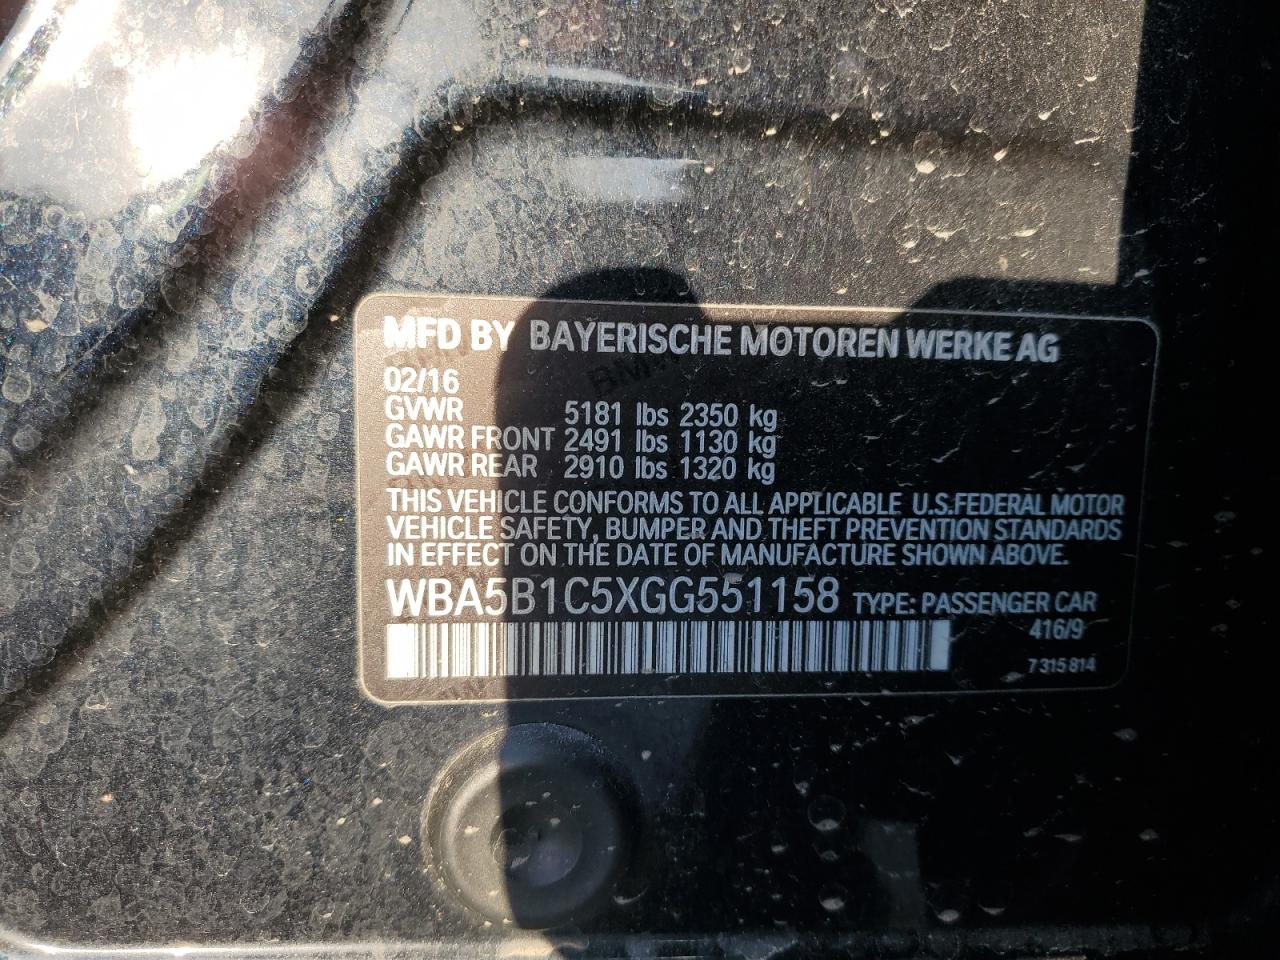 MFD BY BAYERISCHE MOTOREN WERKE AG
02/16
GVWR 5181 lbs 2350 kg
GAWR FRONT 2491 lbs 1130 kg
GAWR REAR 2910 lbs 1320 kg
THIS VEHICLE CONFORMS TO ALL APPLICABLE U.S.FEDERAL MOTOR
VEHICLE SAFETY, BUMPER AND THEFT PREVENTION STANDARDS
IN EFFECT ON THE DATE OF MANUFACTURE SHOWN ABOVE.
WBA5B1C5XGG551158 TYPE: PASSENGER CAR
416/9
7 315 814